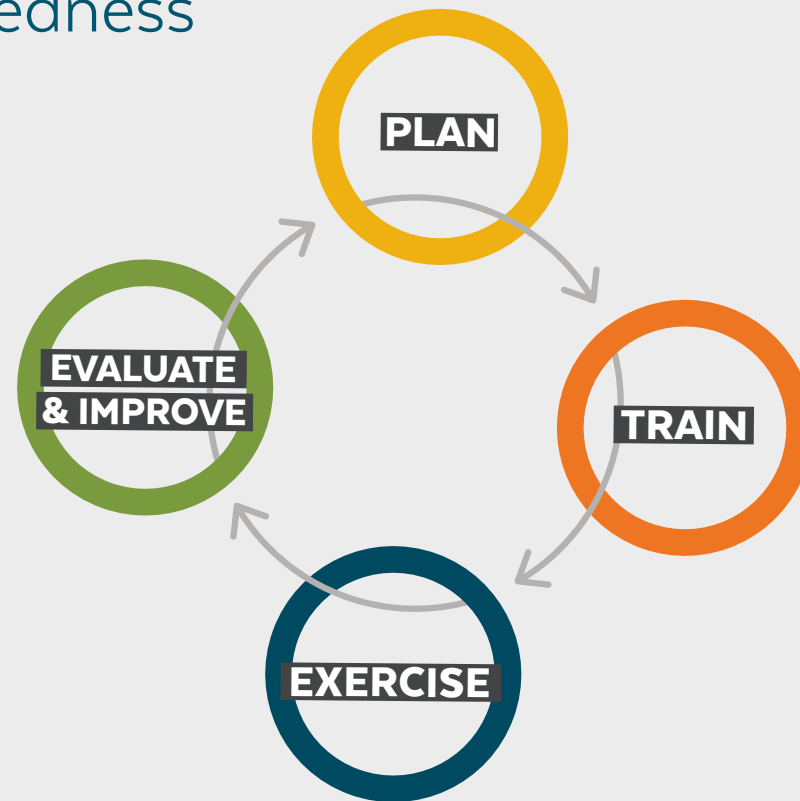 edness
PLAN
EVALUATE
& IMPROVE
TRAIN
EXERCISE